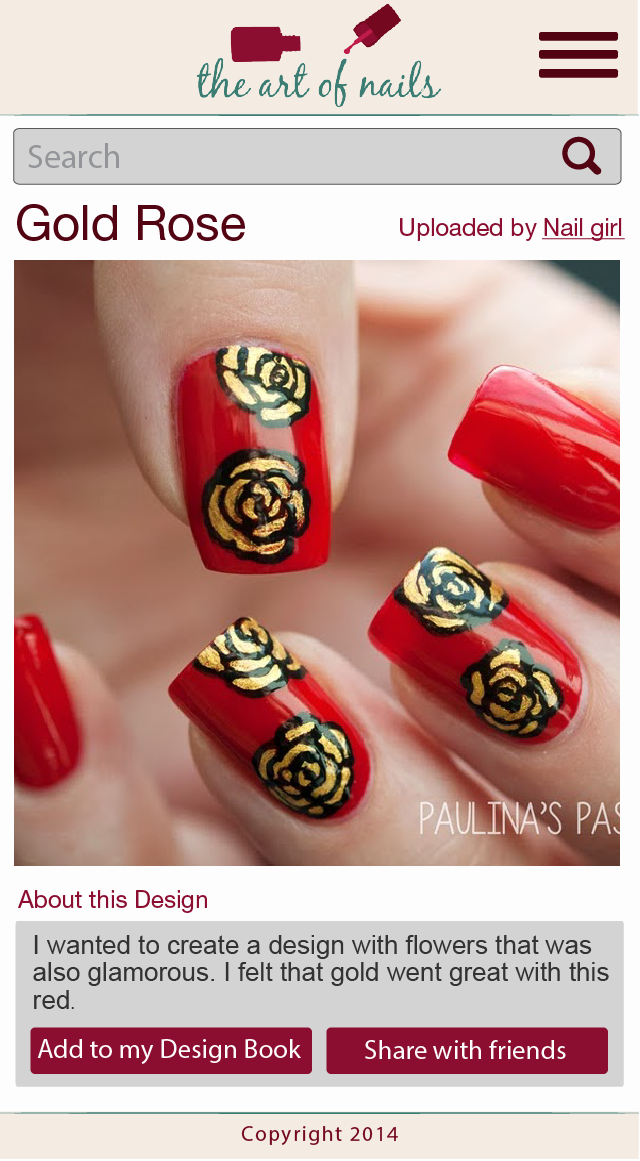 the art of nails
Search
Gold Rose
Uploaded by Nail girl
PAULINA'S PAS
About this Design
I wanted to create a design with flowers that was
also glamorous. I felt that gold went great with this
red.
Add to my Design Book
Share with friends
Copyright 2014